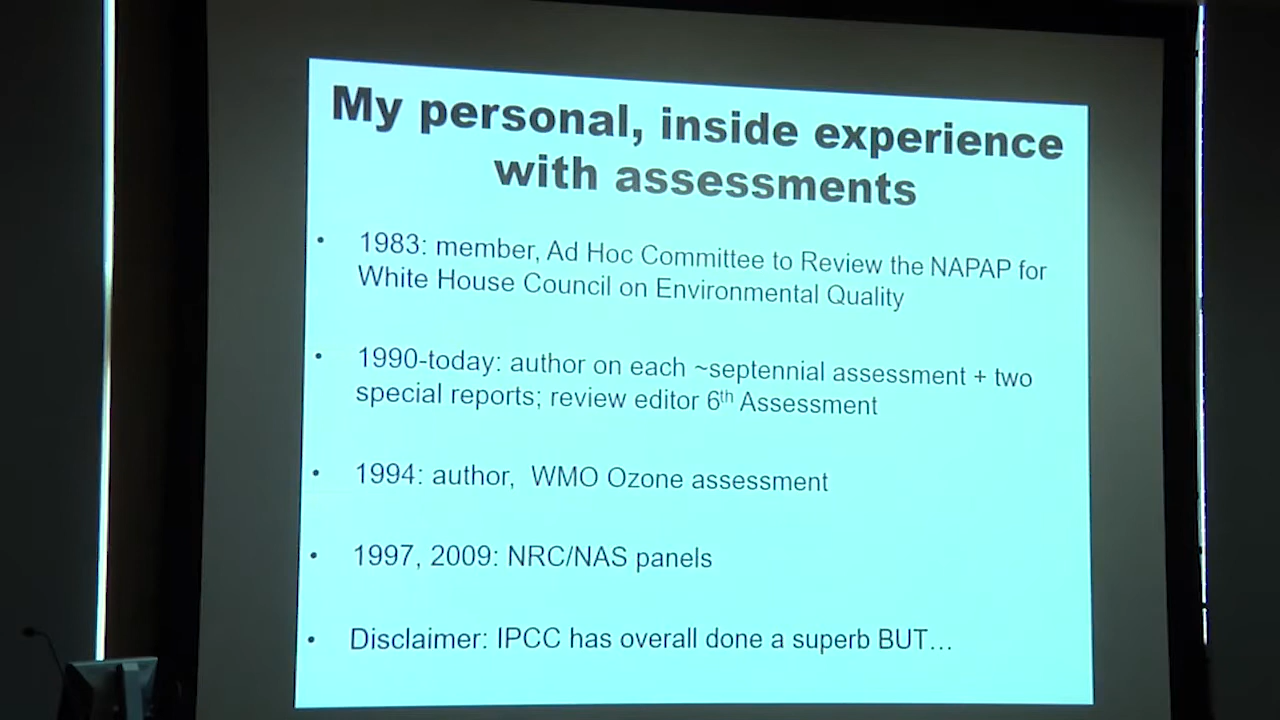 My personal, inside experience
with assessments
• 1983: member, Ad Hoc Committee to Review the NAPAP for
White House Council on Environmental Quality
• 1990-today: author on each ~septennial assessment + two
special reports; review editor 6th Assessment
• 1994: author, WMO Ozone assessment
• 1997, 2009: NRC/NAS panels
• Disclaimer: IPCC has overall done a superb BUT…